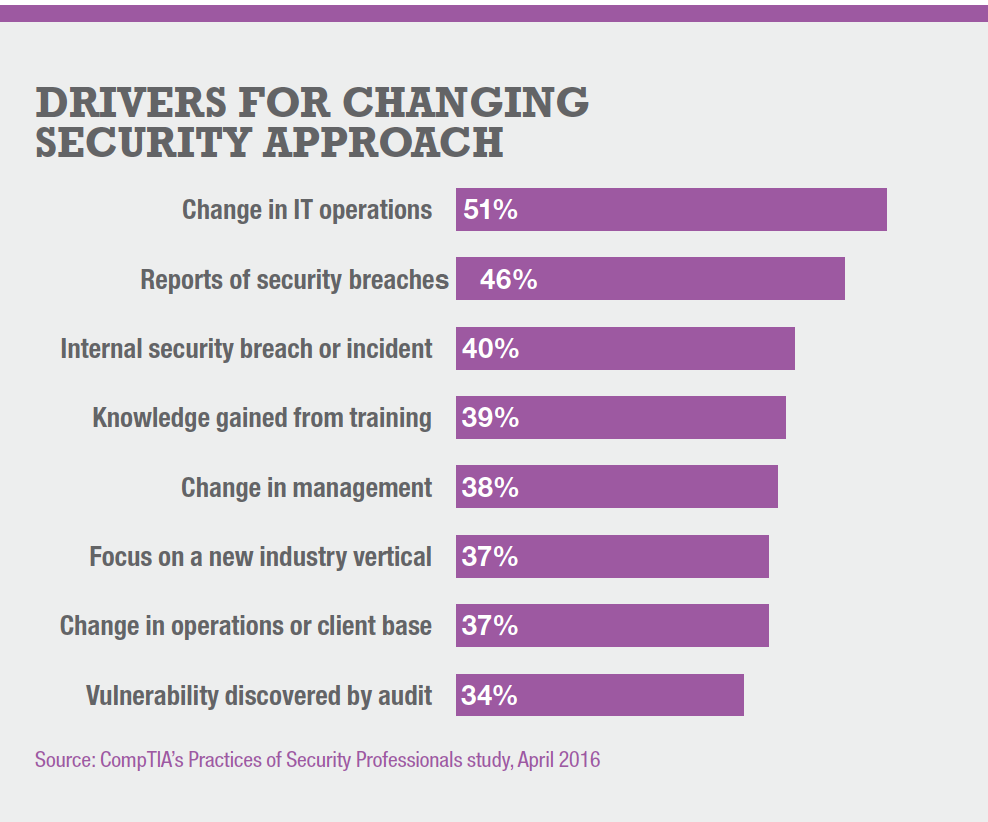 DRIVERS FOR CHANGING
SECURITY APPROACH
Change in IT operations 51%
Reports of security breaches 46%
Internal security breach or incident 40%
Knowledge gained from training 39%
Change in management 38%
Focus on a new industry vertical 37%
Change in operations or client base 37%
Vulnerability discovered by audit 34%
Source: CompTIA's Practices of Security Professionals study, April 2016